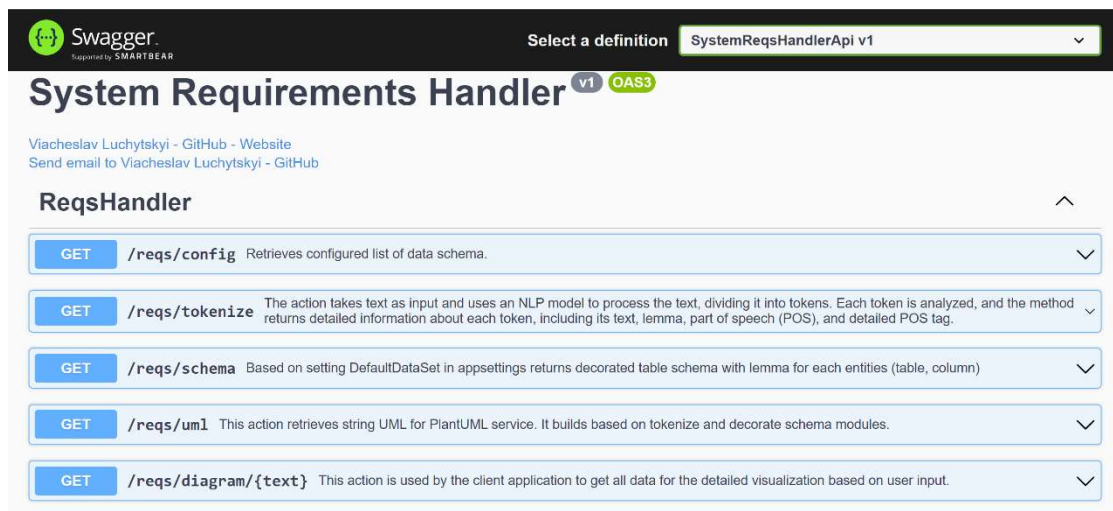 Swagger.
Supported by SMARTBEAR
Select a definition
SystemReqsHandlerApi v1
System Requirements Handler v1 OAS3
Viacheslav Luchytskyi - GitHub - Website
Send email to Viacheslav Luchytskyi - GitHub
ReqsHandler
GET /reqs/config Retrieves configured list of data schema.
GET /reqs/tokenize The action takes text as input and uses an NLP model to process the text, dividing it into tokens. Each token is analyzed, and the method
returns detailed information about each token, including its text, lemma, part of speech (POS), and detailed POS tag.
GET /reqs/schema Based on setting DefaultDataSet in appsettings returns decorated table schema with lemma for each entities (table, column)
GET /reqs/uml This action retrieves string UML for PlantUML service. It builds based on tokenize and decorate schema modules.
GET /reqs/diagram/{text} This action is used by the client application to get all data for the detailed visualization based on user input.